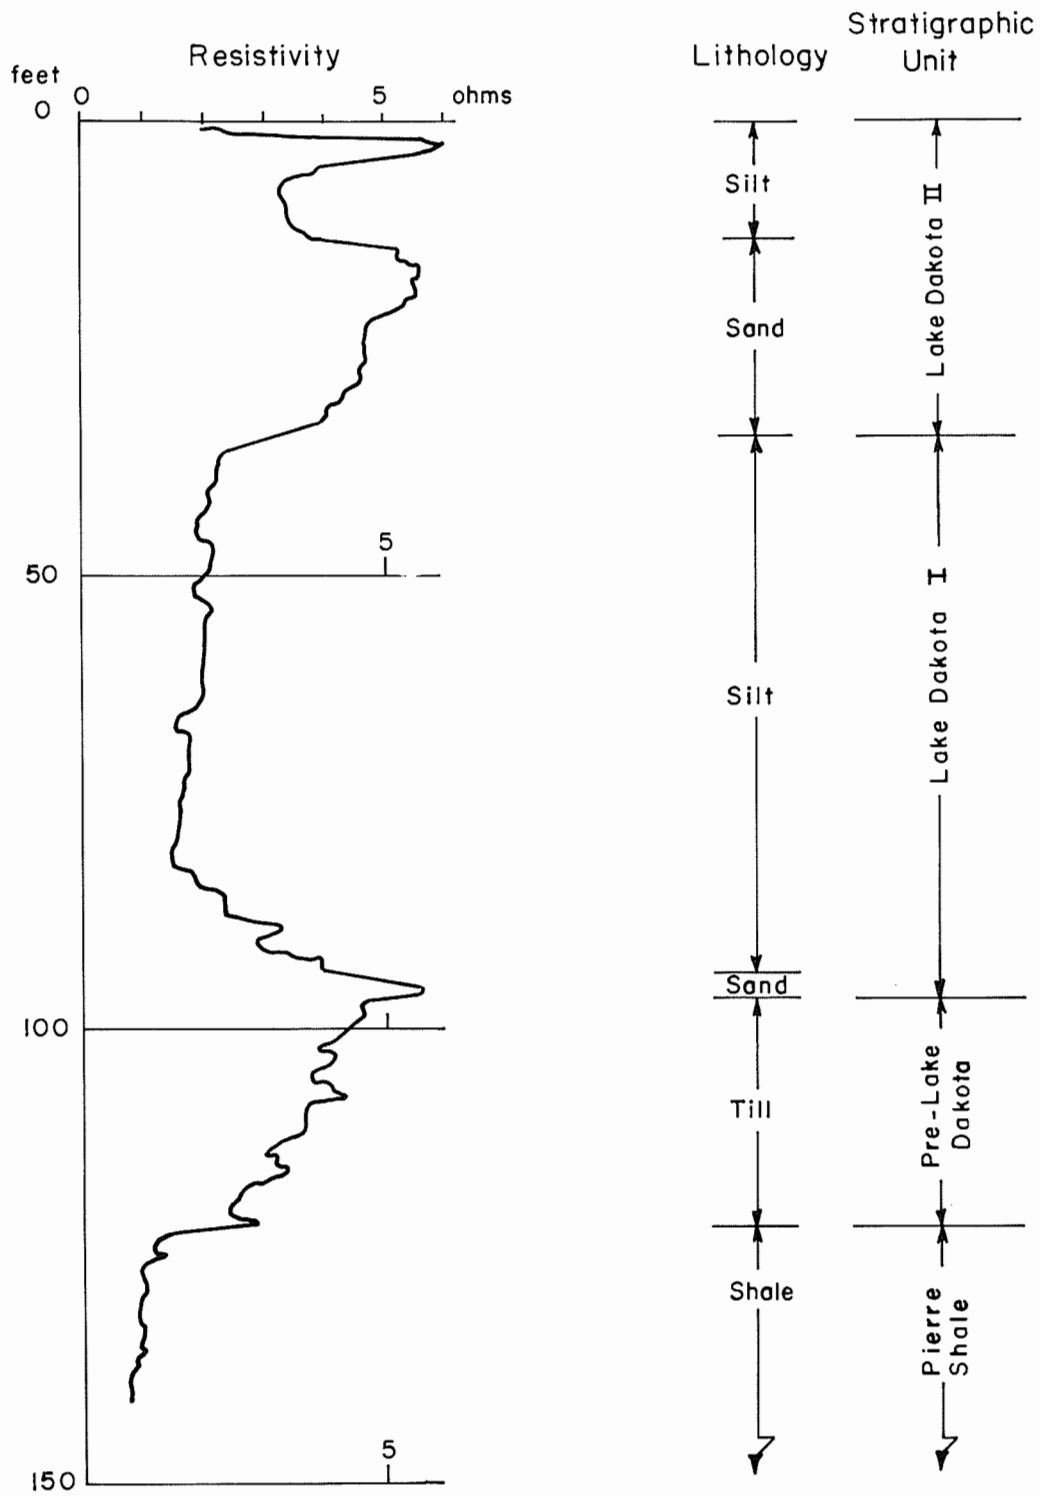 Resistivity
Lithology
Stratigraphic
Unit
feet
0
0
5
ohms
Silt
Sand
Lake Dakota II
50
5
Silt
Lake Dakota I
Sand
100
Till
Pre-Lake
Dakota
Shale
Pierre
Shale
5
150